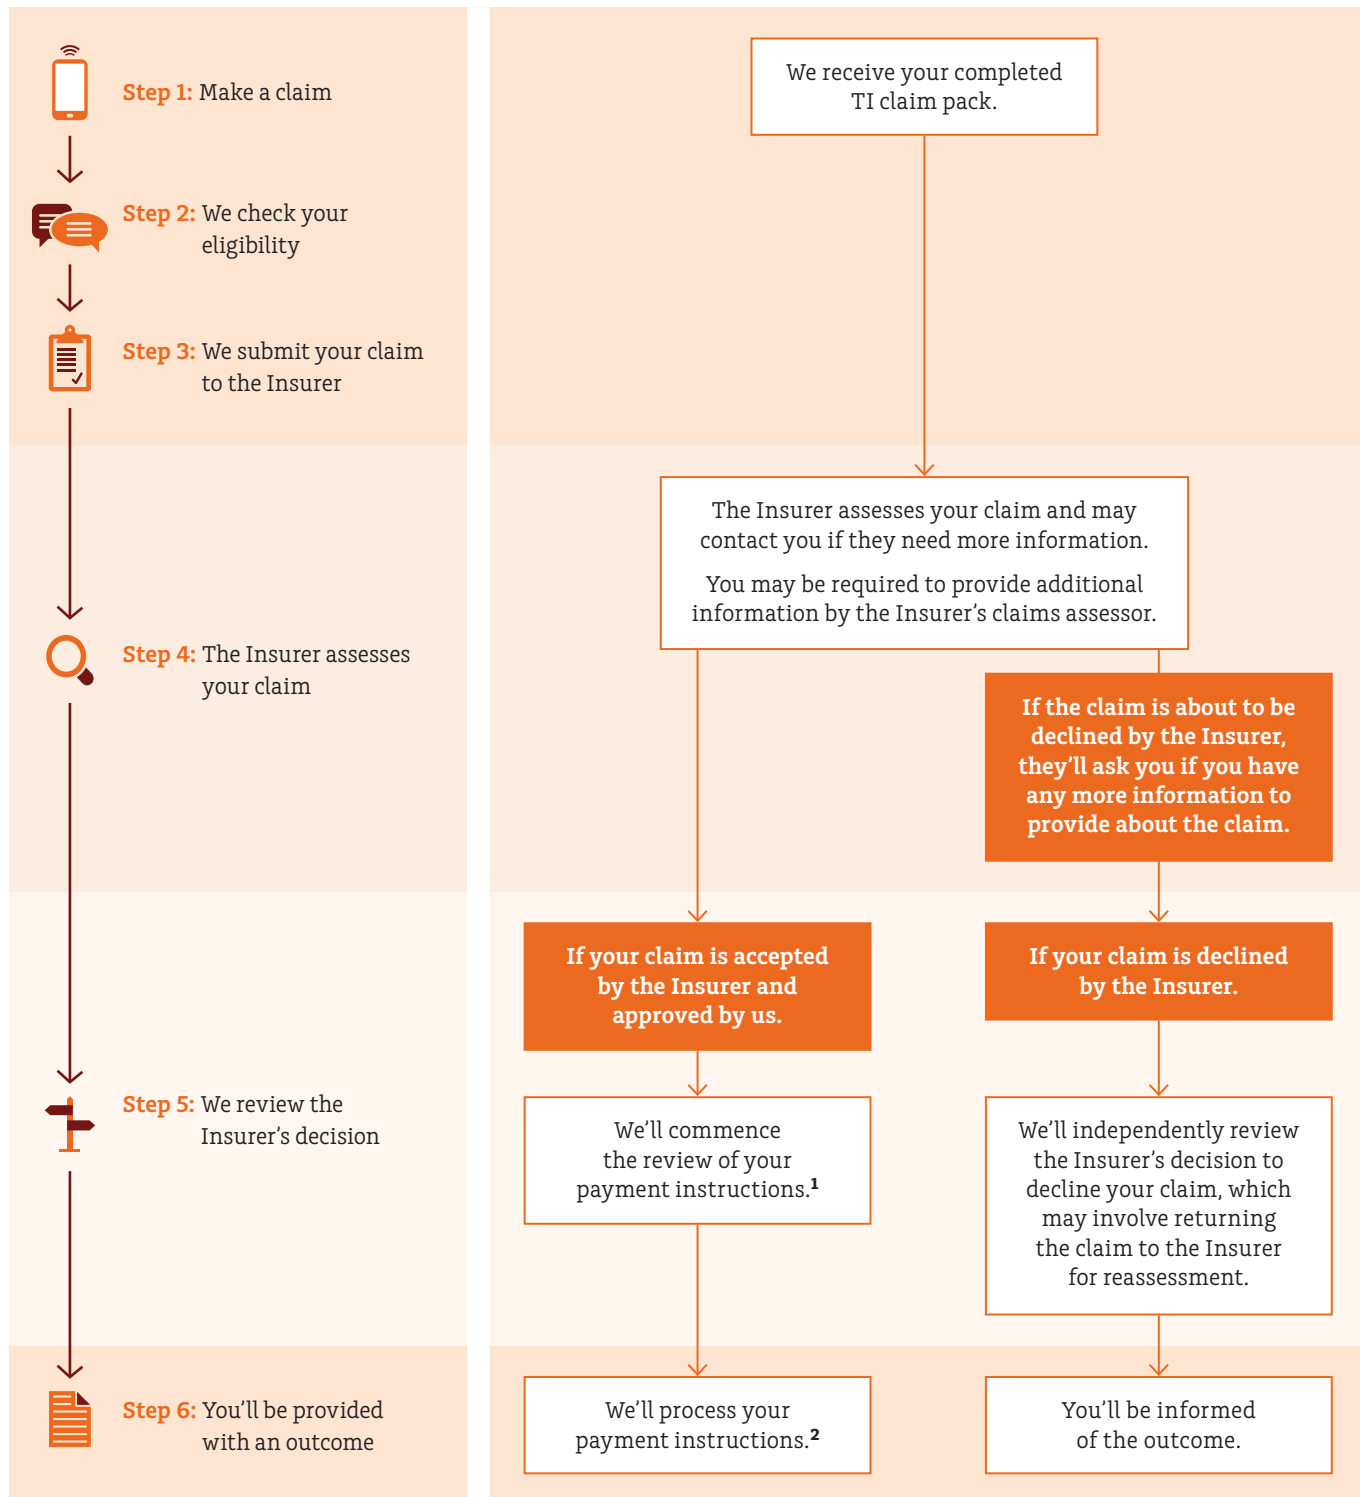 Step 1: Make a claim
Step 2: We check your
eligibility
Step 3: We submit your claim
to the Insurer
Step 4: The Insurer assesses
your claim
Step 5: We review the
Insurer’s decision
Step 6: You’ll be provided
with an outcome
We receive your completed
TI claim pack.
The Insurer assesses your claim and may
contact you if they need more information.
You may be required to provide additional
information by the Insurer’s claims assessor.
If the claim is about to be
declined by the Insurer,
they’ll ask you if you have
any more information to
provide about the claim.
If your claim is accepted
by the Insurer and
approved by us.
If your claim is declined
by the Insurer.
We’ll commence
the review of your
payment instructions.1
We’ll independently review
the Insurer’s decision to
decline your claim, which
may involve returning
the claim to the Insurer
for reassessment.
We’ll process your
payment instructions.2
You’ll be informed
of the outcome.